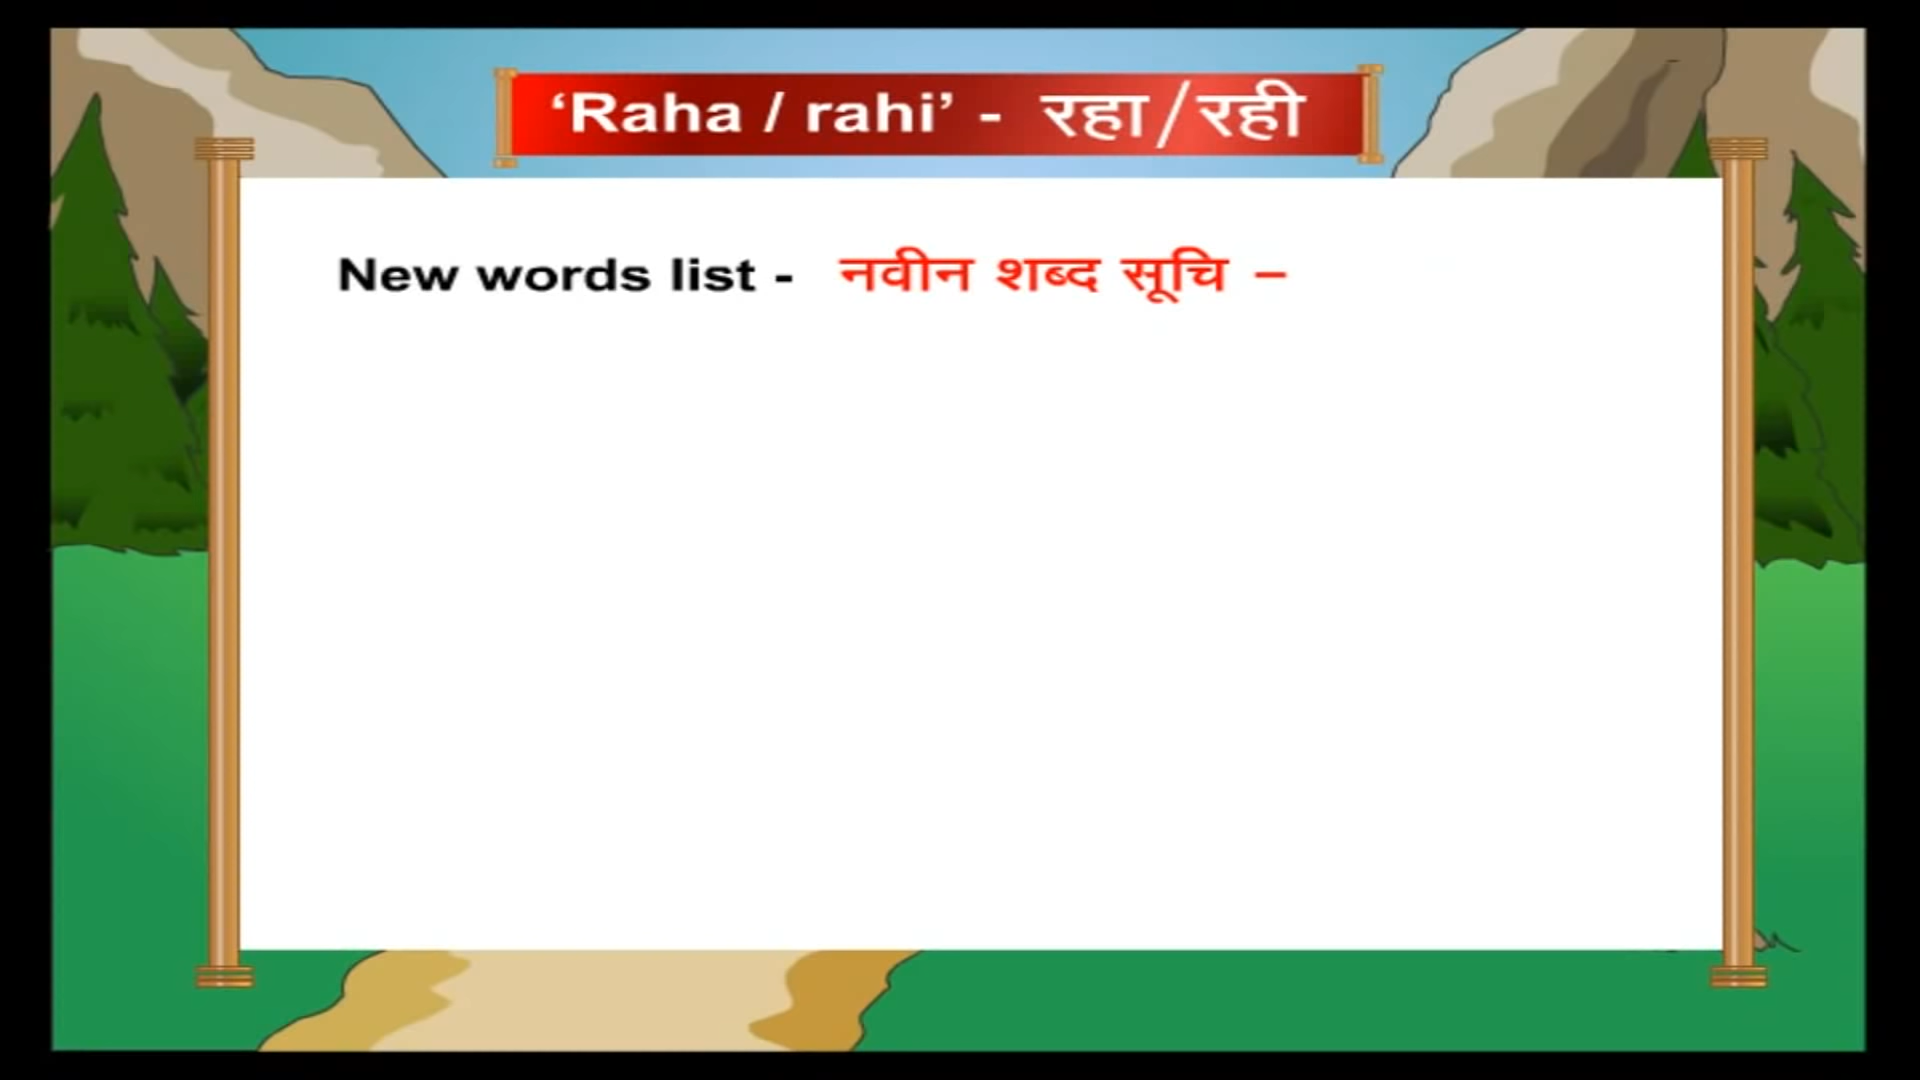 ‘Raha / rahi’ - रहा/रही
New words list - नवीन शब्द सूचि –